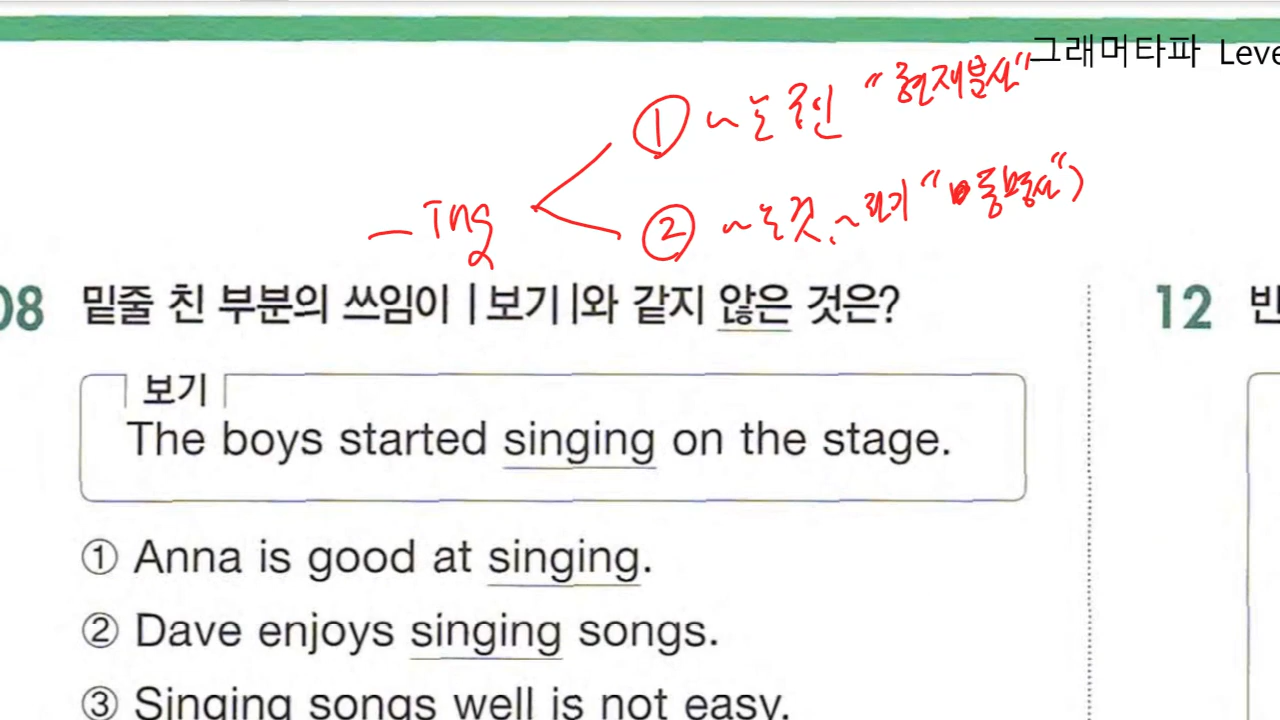 그래머타파 Leve
① ~는 중인 "현재분사"
-ing
② ~는것, ~하기 "동명사")
08 밑줄 친 부분의 쓰임이 |보기|와 같지 않은 것은?
12 반
보기
The boys started singing on the stage.
① Anna is good at singing.
② Dave enjoys singing songs.
③ Singing songs well is not easy.